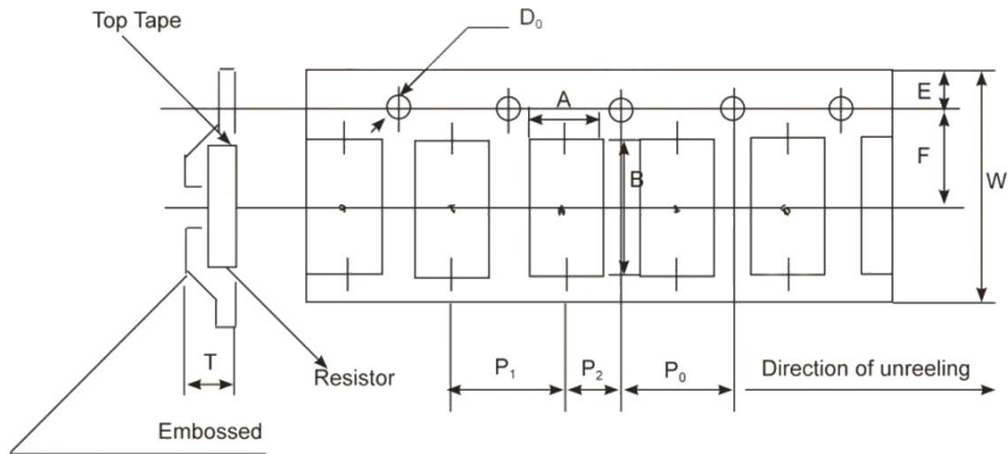 Top Tape
D₀
A
E
F
B
W
T
Resistor
P₁
P₂
P₀
Direction of unreeling
Embossed